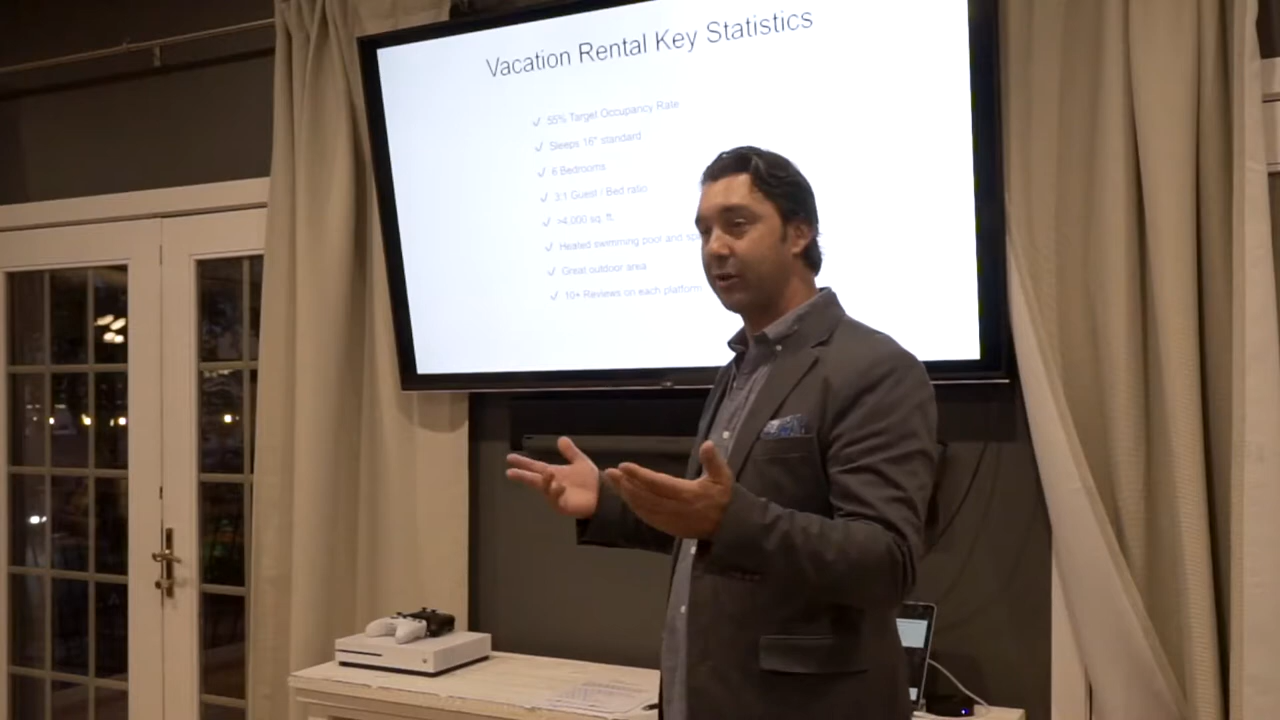 Vacation Rental Key Statistics
✓ 55% Target Occupancy Rate
✓ Sleeps 16" standard
✓ 6 Bedrooms
✓ 3:1 Guest / Bed ratio
✓ >4,000 sq. ft.
✓ Heated swimming pool and
✓ Great outdoor area
✓ 10+ Reviews on each platform